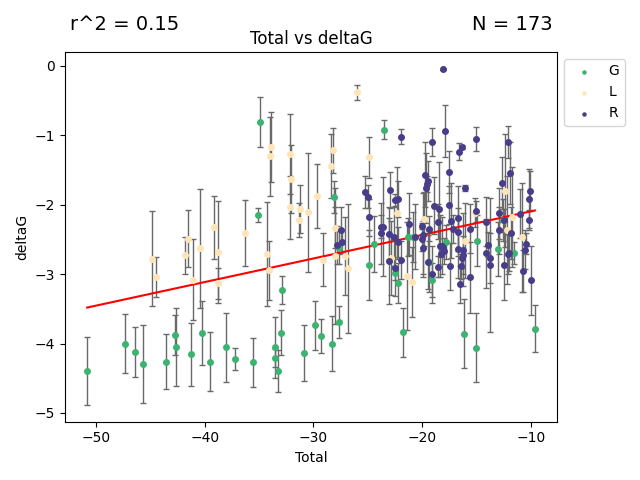 r^2 = 0.15
N = 173
Total vs deltaG
G
L
R
deltaG
0
−1
−2
−3
−4
−5
−50
−40
−30
−20
−10
Total